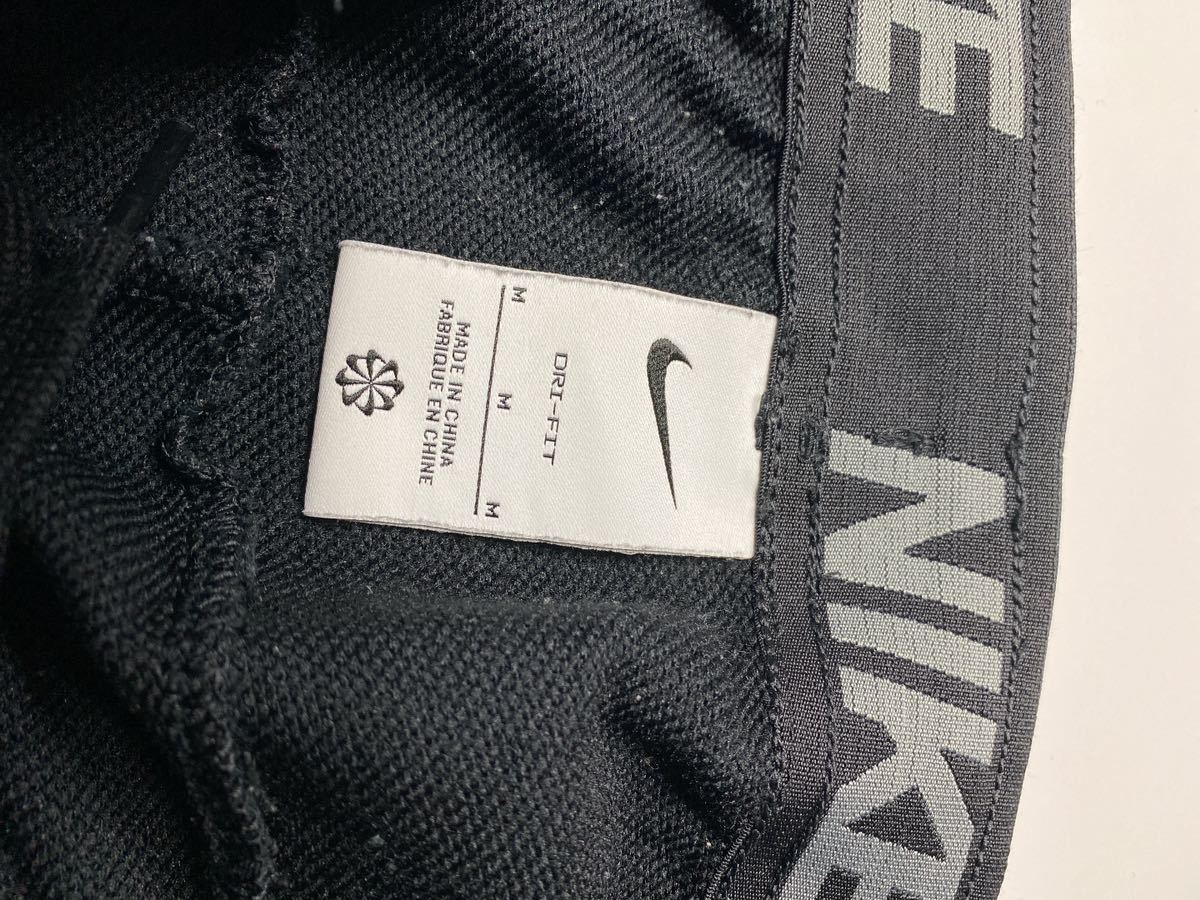 DRI-FIT
M M M
MADE IN CHINA
FABRIQUE EN CHINE
NIKE